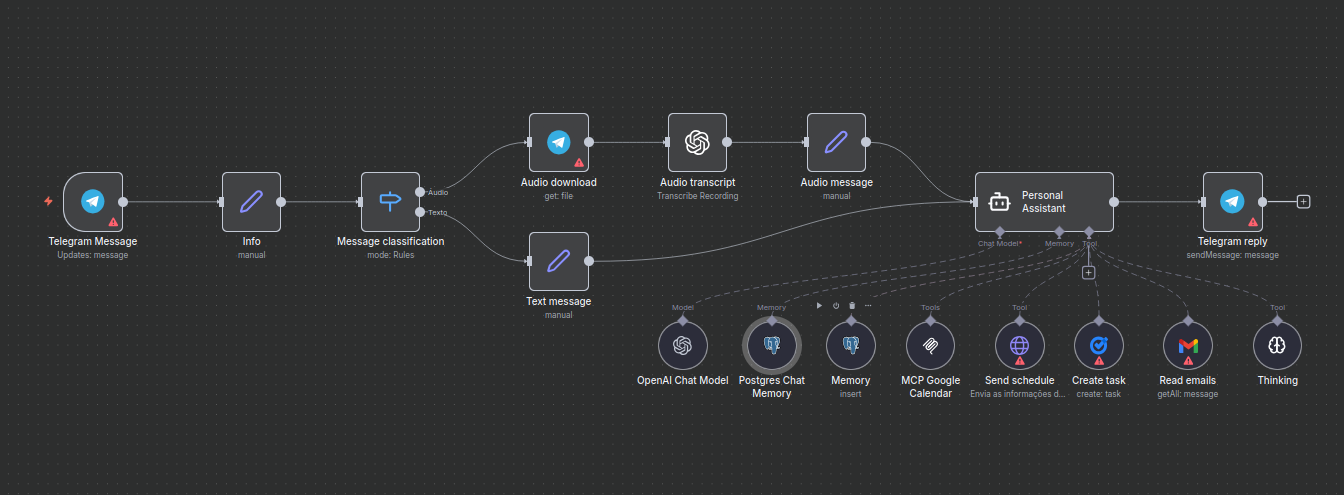 Telegram Message
Updates: message
Info
manual
Message classification
mode: Rules
Áudio
Texto
Audio download
get: file
Audio transcript
Transcribe Recording
Audio message
manual
Text message
manual
Personal
Assistant
Chat Model*
Memory
Tool
Telegram reply
sendMessage: message
Model
OpenAI Chat Model
Memory
Postgres Chat
Memory
Memory
insert
Tools
MCP Google
Calendar
Tool
Send schedule
Envia as informações d...
Create task
create: task
Read emails
getAll: message
Tool
Thinking